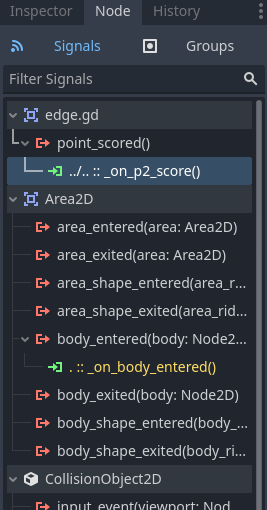 Inspector Node History
Signals Groups
Filter Signals
edge.gd
point_scored()
../.. :: _on_p2_score()
Area2D
area_entered(area: Area2D)
area_exited(area: Area2D)
area_shape_entered(area_r...
area_shape_exited(area_rid...
body_entered(body: Node2...
. :: _on_body_entered()
body_exited(body: Node2D)
body_shape_entered(body_...
body_shape_exited(body_ri...
CollisionObject2D
input_event(viewport: Nod